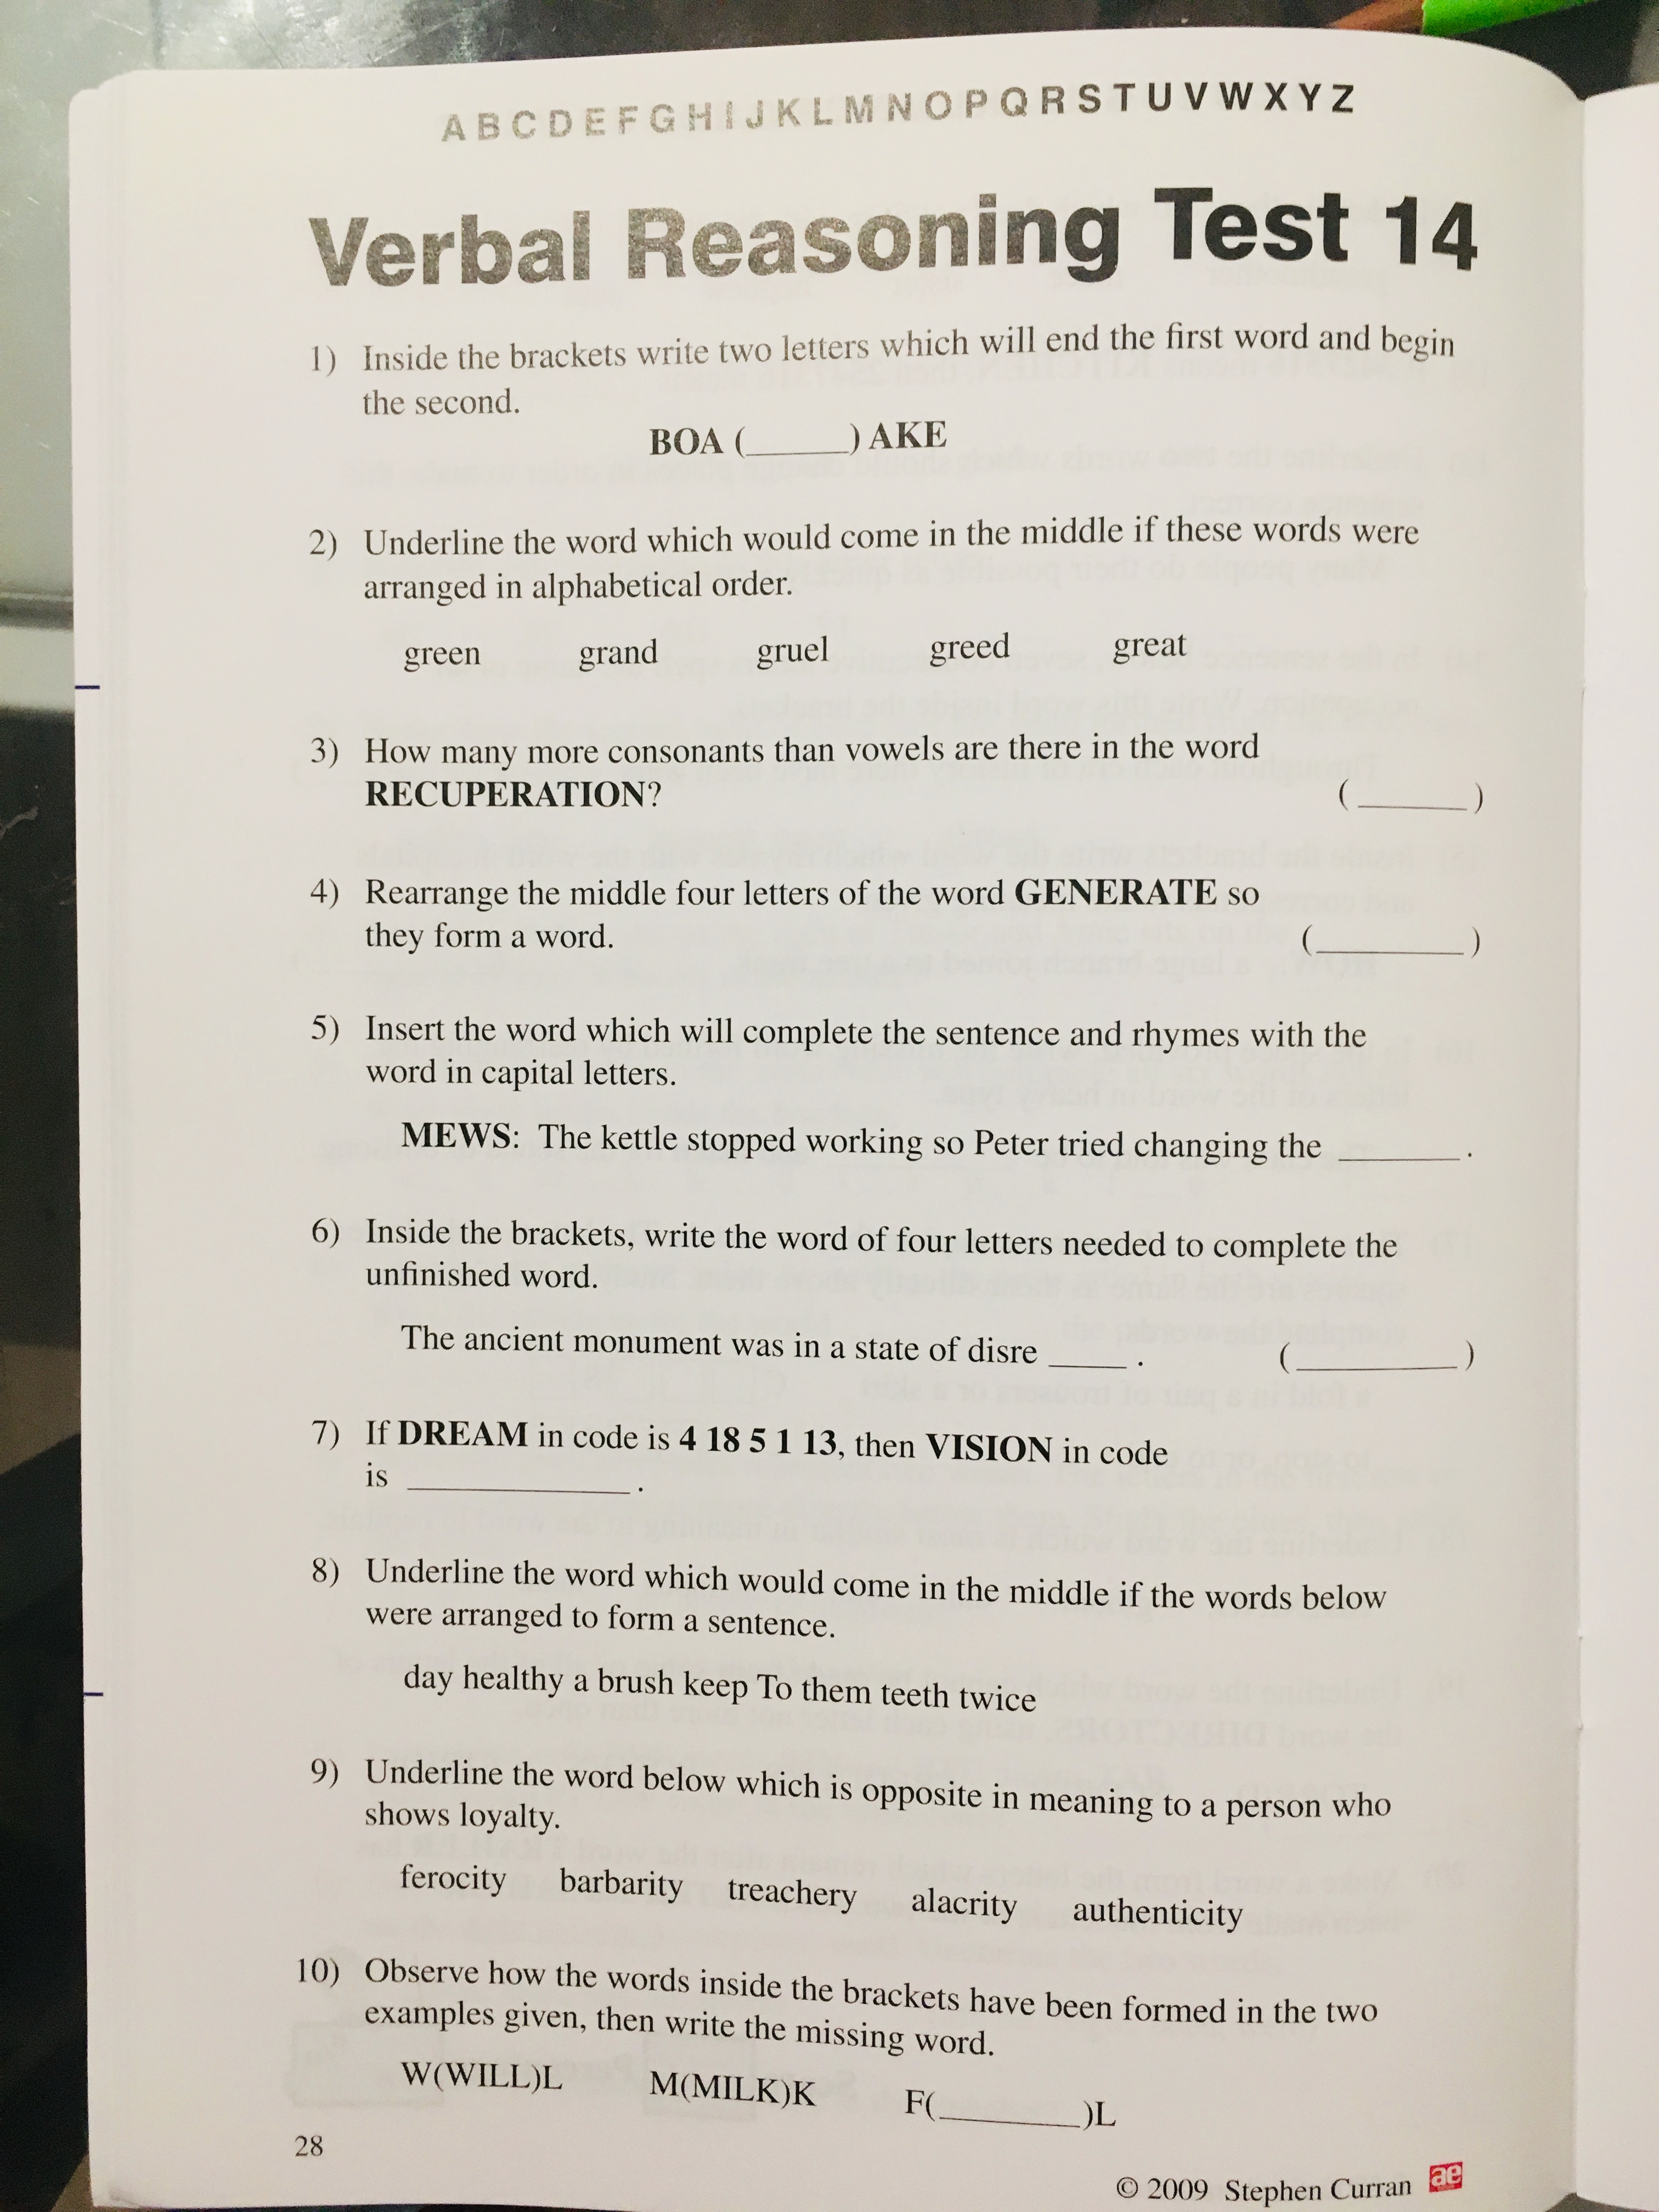 A B C D E F G H I J K L M N O P Q R S T U V W X Y Z
Verbal Reasoning Test 14
1) Inside the brackets write two letters which will end the first word and begin
the second.
BOA (_____) AKE
2) Underline the word which would come in the middle if these words were
arranged in alphabetical order.
green grand gruel greed great
3) How many more consonants than vowels are there in the word
RECUPERATION? (_____)
4) Rearrange the middle four letters of the word GENERATE so
they form a word. (_______)
5) Insert the word which will complete the sentence and rhymes with the
word in capital letters.
MEWS: The kettle stopped working so Peter tried changing the ______.
6) Inside the brackets, write the word of four letters needed to complete the
unfinished word.
The ancient monument was in a state of disre ____. (________)
7) If DREAM in code is 4 18 5 1 13, then VISION in code
is ___________.
8) Underline the word which would come in the middle if the words below
were arranged to form a sentence.
day healthy a brush keep To them teeth twice
9) Underline the word below which is opposite in meaning to a person who
shows loyalty.
ferocity barbarity treachery alacrity authenticity
10) Observe how the words inside the brackets have been formed in the two
examples given, then write the missing word.
W(WILL)L M(MILK)K F(_______)L
28
© 2009 Stephen Curran ae